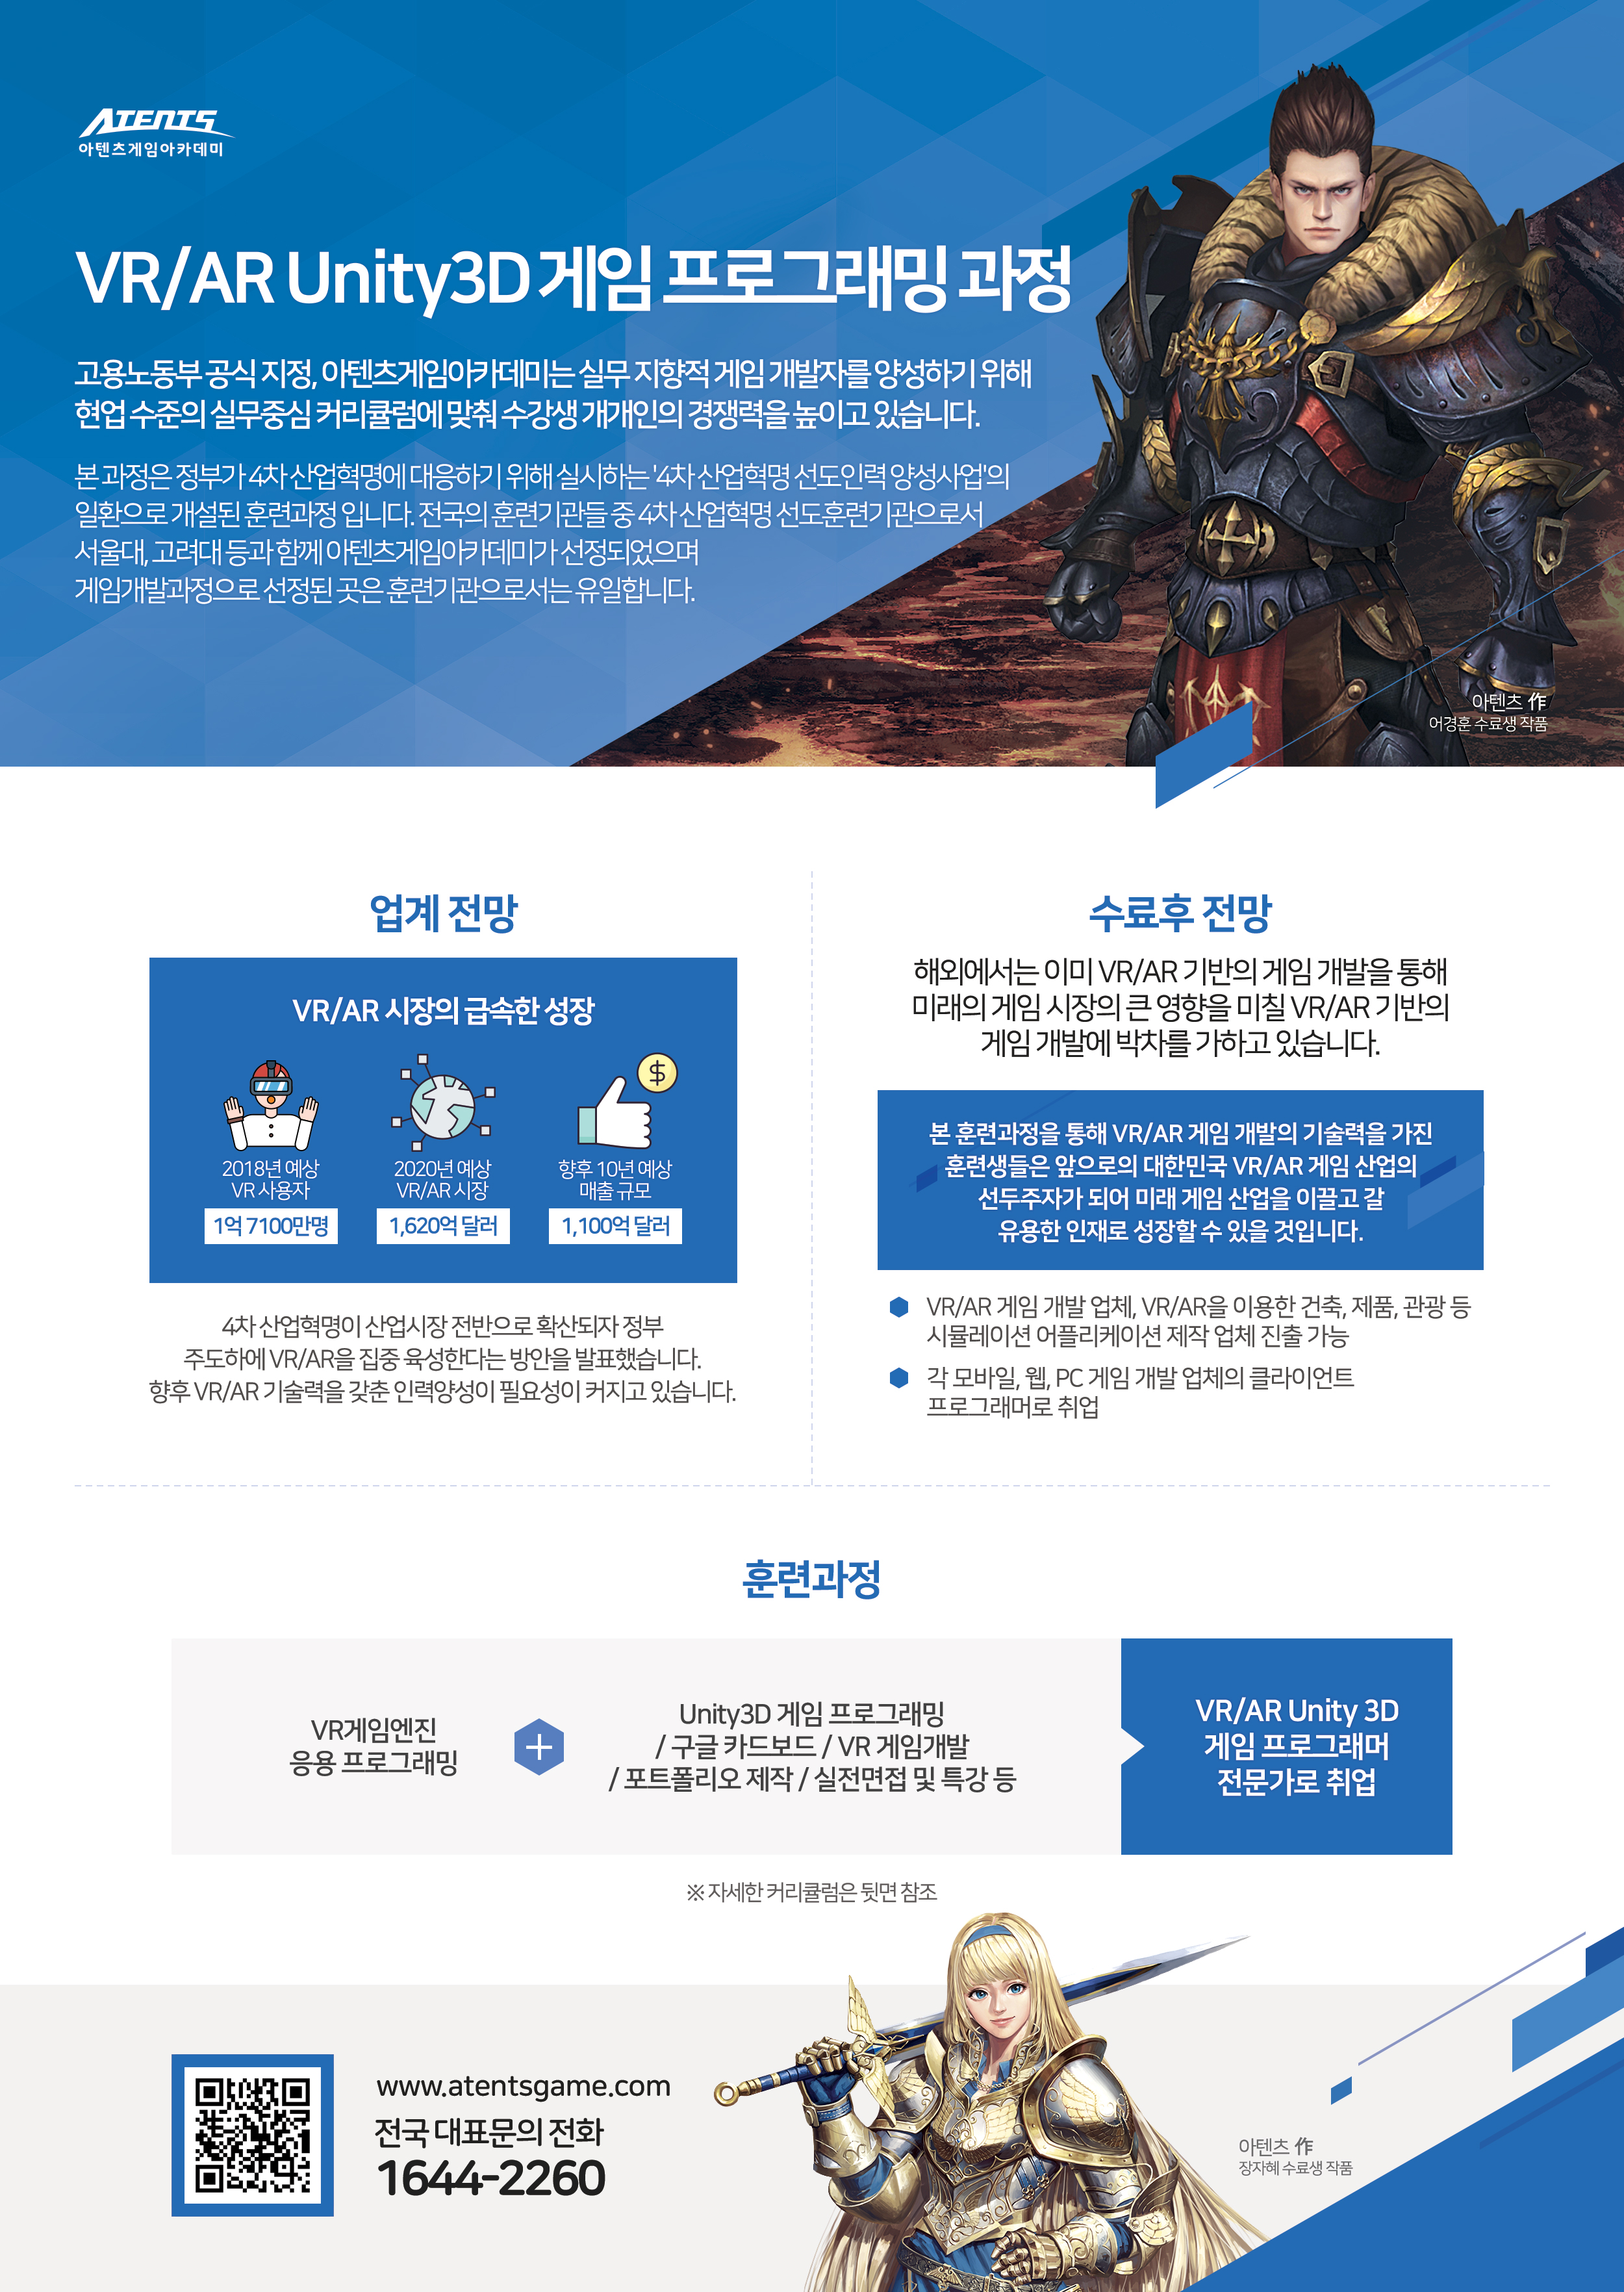 ATENTS
아텐츠게임아카데미
VR/AR Unity3D 게임 프로그래밍 과정
고용노동부 공식 지정, 아텐츠게임아카데미는 실무 지향적 게임 개발자를 양성하기 위해
현업 수준의 실무중심 커리큘럼에 맞춰 수강생 개개인의 경쟁력을 높이고 있습니다.
본 과정은 정부가 4차 산업혁명에 대응하기 위해 실시하는 '4차 산업혁명 선도인력 양성사업'의
일환으로 개설된 훈련과정 입니다. 전국의 훈련기관들 중 4차 산업혁명 선도훈련기관으로서
서울대, 고려대 등과 함께 아텐츠게임아카데미가 선정되었으며
게임개발과정으로 선정된 곳은 훈련기관으로서는 유일합니다.
아텐츠 作
어경훈 수료생 작품
업계 전망
VR/AR 시장의 급속한 성장
2018년 예상
VR 사용자
1억 7100만명
2020년 예상
VR/AR 시장
1,620억 달러
$
향후 10년 예상
매출 규모
1,100억 달러
4차 산업혁명이 산업시장 전반으로 확산되자 정부
주도하에 VR/AR을 집중 육성한다는 방안을 발표했습니다.
향후 VR/AR 기술력을 갖춘 인력양성이 필요성이 커지고 있습니다.
수료후 전망
해외에서는 이미 VR/AR 기반의 게임 개발을 통해
미래의 게임 시장의 큰 영향을 미칠 VR/AR 기반의
게임 개발에 박차를 가하고 있습니다.
본 훈련과정을 통해 VR/AR 게임 개발의 기술력을 가진
훈련생들은 앞으로의 대한민국 VR/AR 게임 산업의
선두주자가 되어 미래 게임 산업을 이끌고 갈
유용한 인재로 성장할 수 있을 것입니다.
VR/AR 게임 개발 업체, VR/AR을 이용한 건축, 제품, 관광 등
시뮬레이션 어플리케이션 제작 업체 진출 가능
각 모바일, 웹, PC 게임 개발 업체의 클라이언트
프로그래머로 취업
훈련과정
VR게임엔진
응용 프로그래밍
Unity3D 게임 프로그래밍
/ 구글 카드보드 / VR 게임개발
/ 포트폴리오 제작 / 실전면접 및 특강 등
VR/AR Unity 3D
게임 프로그래머
전문가로 취업
※ 자세한 커리큘럼은 뒷면 참조
www.atentsgame.com
전국 대표문의 전화
1644-2260
아텐츠 作
장자혜 수료생 작품